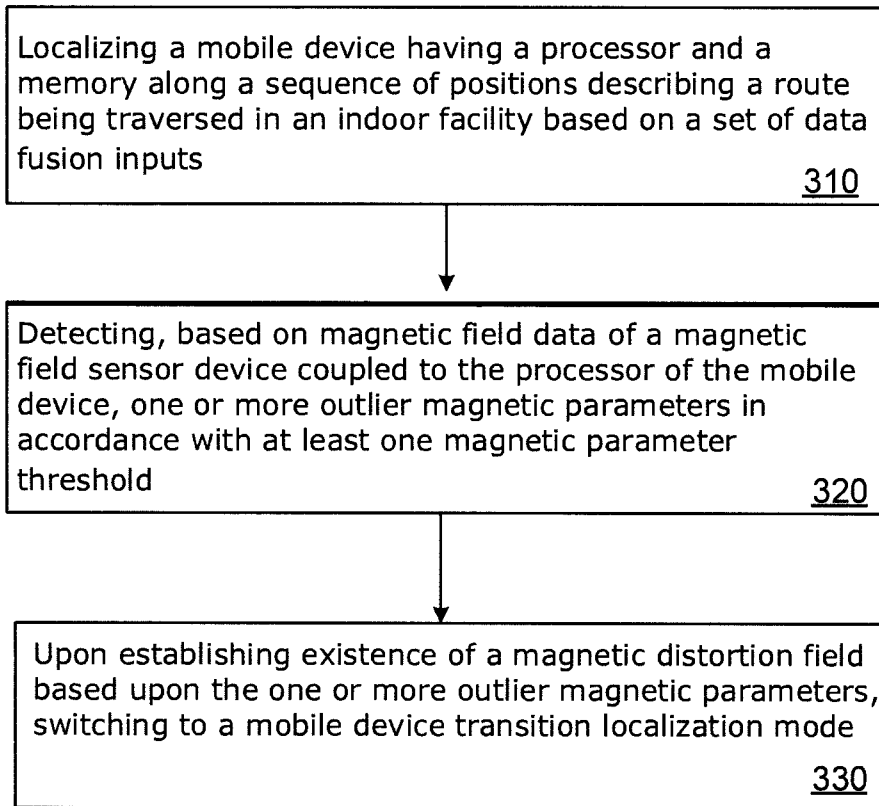 Localizing a mobile device having a processor and a
memory along a sequence of positions describing a route
being traversed in an indoor facility based on a set of data
fusion inputs
310
Detecting, based on magnetic field data of a magnetic
field sensor device coupled to the processor of the mobile
device, one or more outlier magnetic parameters in
accordance with at least one magnetic parameter
threshold
320
Upon establishing existence of a magnetic distortion field
based upon the one or more outlier magnetic parameters,
switching to a mobile device transition localization mode
330